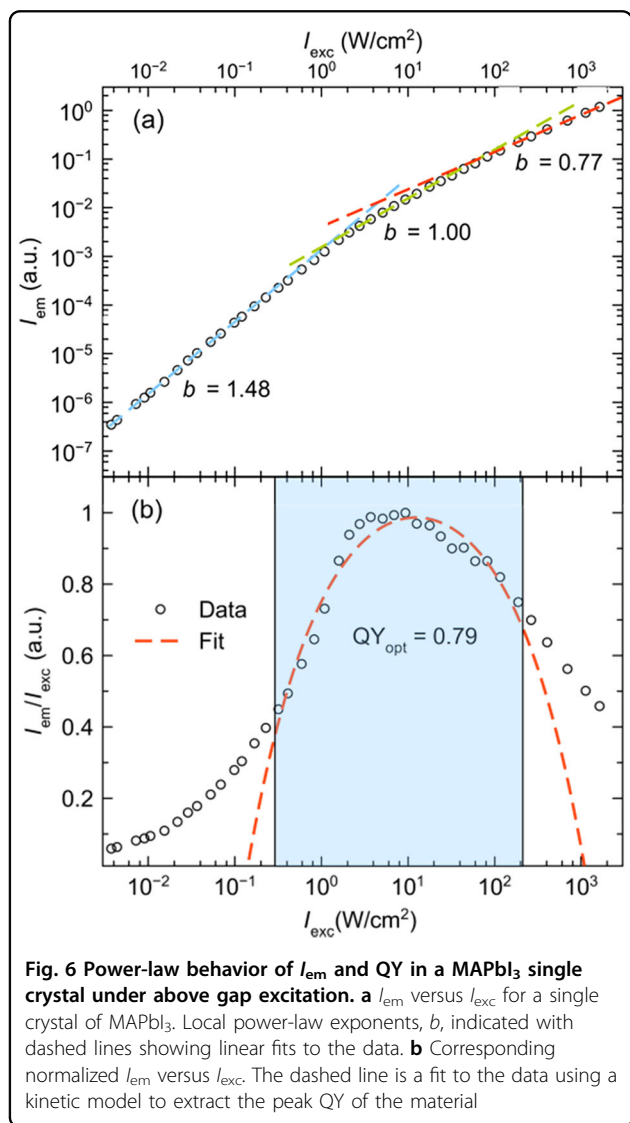 I_exc (W/cm²)
10⁻² 10⁻¹ 10⁰ 10¹ 10² 10³
(a)
10⁰
10⁻¹
10⁻²
10⁻³
10⁻⁴
10⁻⁵
10⁻⁶
10⁻⁷
I_em (a.u.)
b = 0.77
b = 1.00
b = 1.48
(b)
1
0.8
0.6
0.4
0.2
I_em/I_exc (a.u.)
Data
Fit
QY_opt = 0.79
10⁻² 10⁻¹ 10⁰ 10¹ 10² 10³
I_exc(W/cm²)
Fig. 6 Power-law behavior of I_em and QY in a MAPbI₃ single
crystal under above gap excitation. a I_em versus I_exc for a single
crystal of MAPbI₃. Local power-law exponents, b, indicated with
dashed lines showing linear fits to the data. b Corresponding
normalized I_em versus I_exc. The dashed line is a fit to the data using a
kinetic model to extract the peak QY of the material